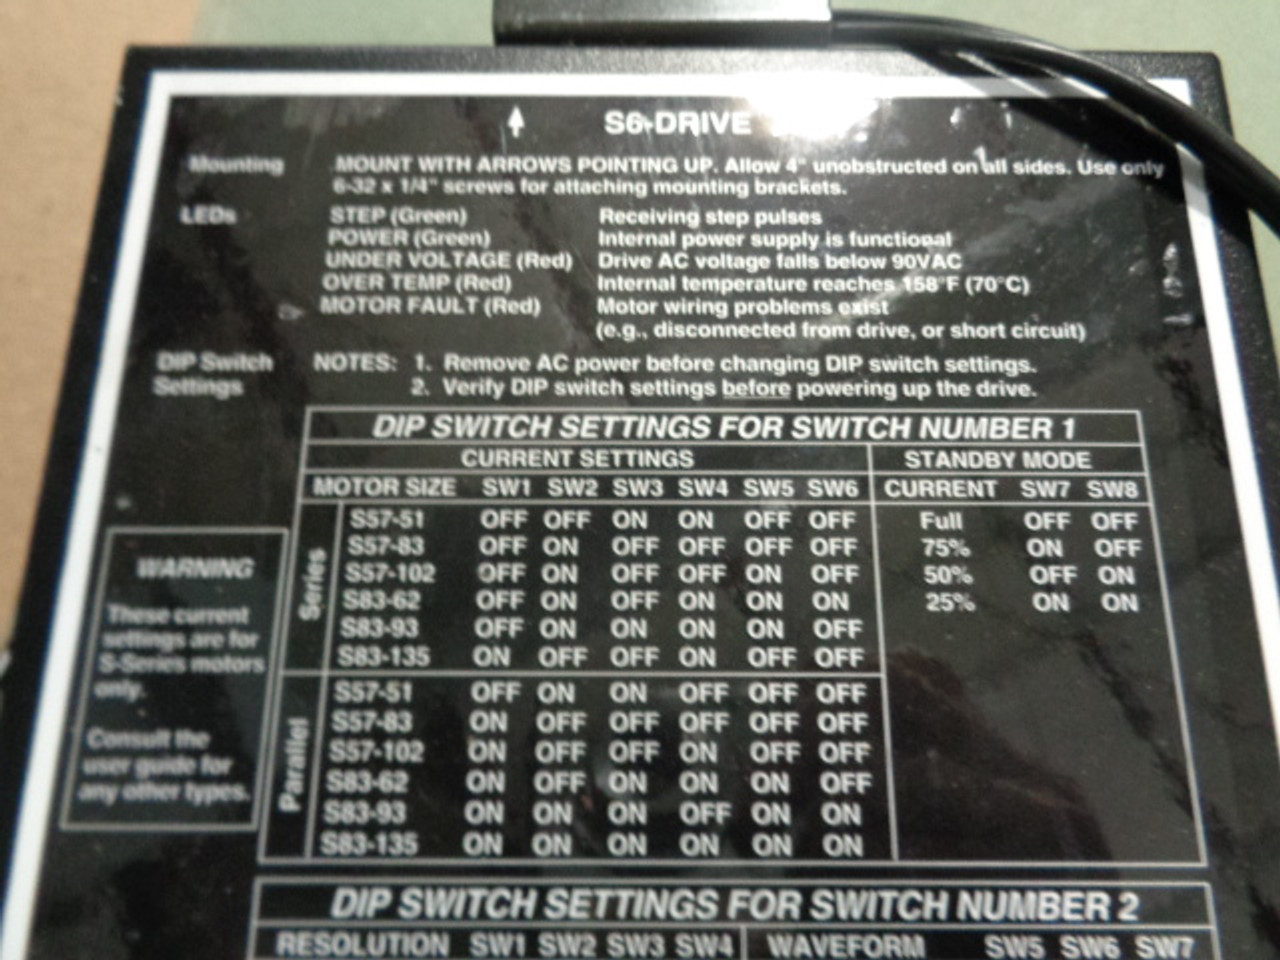 S6-DRIVE
Mounting MOUNT WITH ARROWS POINTING UP. Allow 4" unobstructed on all sides. Use only
6-32 x 1/4" screws for attaching mounting brackets.
LEDs STEP (Green) Receiving step pulses
POWER (Green) Internal power supply is functional
UNDER VOLTAGE (Red) Drive AC voltage falls below 90VAC
OVER TEMP (Red) Internal temperature reaches 158°F (70°C)
MOTOR FAULT (Red) Motor wiring problems exist
(e.g., disconnected from drive, or short circuit)
DIP Switch NOTES: 1. Remove AC power before changing DIP switch settings.
Settings 2. Verify DIP switch settings before powering up the drive.
DIP SWITCH SETTINGS FOR SWITCH NUMBER 1
CURRENT SETTINGS STANDBY MODE
MOTOR SIZE SW1 SW2 SW3 SW4 SW5 SW6 CURRENT SW7 SW8
Series
S57-51 OFF OFF ON ON OFF OFF Full OFF OFF
S57-83 OFF ON OFF OFF OFF OFF 75% ON OFF
S57-102 OFF ON OFF OFF ON OFF 50% OFF ON
S83-62 OFF ON OFF ON ON ON 25% ON ON
S83-93 OFF ON ON ON ON OFF
S83-135 ON OFF OFF ON OFF OFF
Parallel
S57-51 OFF ON ON OFF OFF OFF
S57-83 ON OFF OFF OFF OFF OFF
S57-102 ON OFF OFF ON OFF OFF
S83-62 ON OFF ON ON ON OFF
S83-93 ON ON ON OFF ON ON
S83-135 ON ON ON ON ON ON
WARNING
These current
settings are for
S-Series motors
only.
Consult the
user guide for
any other types.
DIP SWITCH SETTINGS FOR SWITCH NUMBER 2
RESOLUTION SW1 SW2 SW3 SW4 WAVEFORM SW5 SW6 SW7